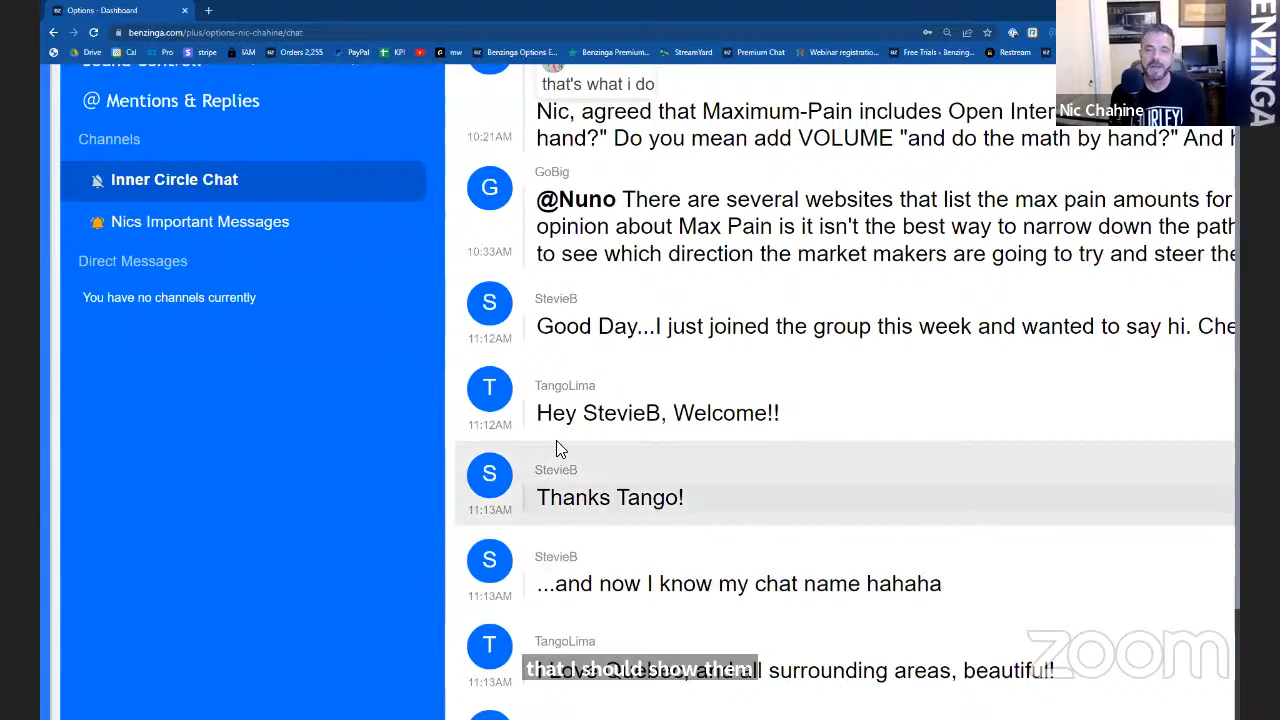 Options - Dashboard
benzinga.com/plus/options-nic-chahine/chat
Drive Cal Pro stripe IAM Orders 2,255 PayPal KPI gmw Benzinga Options E... Benzinga Premium... StreamYard Premium Chat Webinar registratio... Free Trials ‹ Benzing... Restream
BENZINGA
Nic Chahine
@ Mentions & Replies
Channels
Inner Circle Chat
Nics Important Messages
Direct Messages
You have no channels currently
that's what i do
Nic, agreed that Maximum-Pain includes Open Inter
hand?" Do you mean add VOLUME "and do the math by hand?" And
10:21AM
GoBig
G
@Nuno There are several websites that list the max pain amounts for
opinion about Max Pain is it isn't the best way to narrow down the path
to see which direction the market makers are going to try and steer the
10:33AM
StevieB
S
Good Day...I just joined the group this week and wanted to say hi. Che
11:12AM
TangoLima
T
Hey StevieB, Welcome!!
11:12AM
StevieB
S
Thanks Tango!
11:13AM
StevieB
S
...and now I know my chat name hahaha
11:13AM
TangoLima
T
surrounding areas, beautiful!
11:13AM
that I should show them
zoom